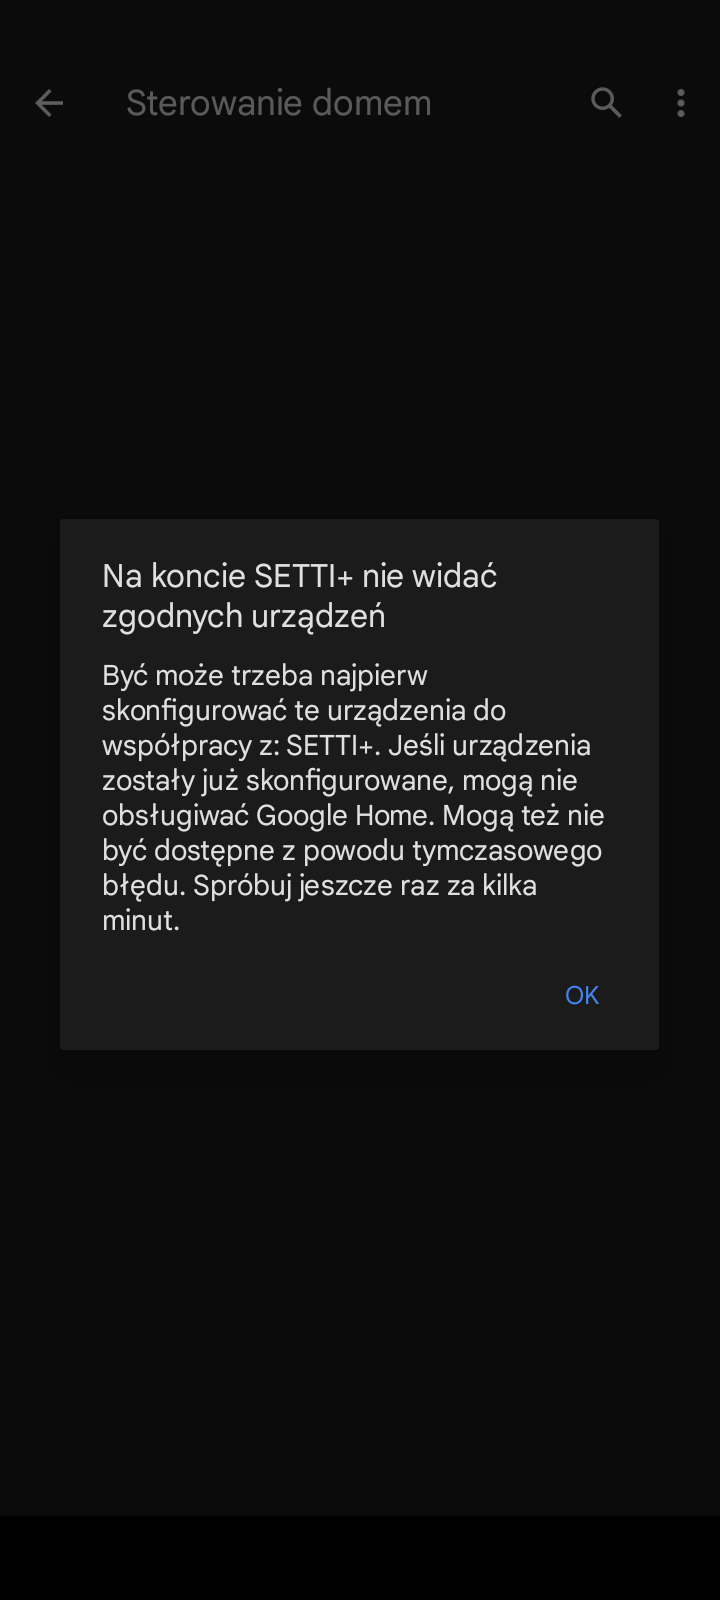 Sterowanie domem
Na koncie SETTI+ nie widać
zgodnych urządzeń
Być może trzeba najpierw
skonfigurować te urządzenia do
współpracy z: SETTI+. Jeśli urządzenia
zostały już skonfigurowane, mogą nie
obsługiwać Google Home. Mogą też nie
być dostępne z powodu tymczasowego
błędu. Spróbuj jeszcze raz za kilka
minut.
OK